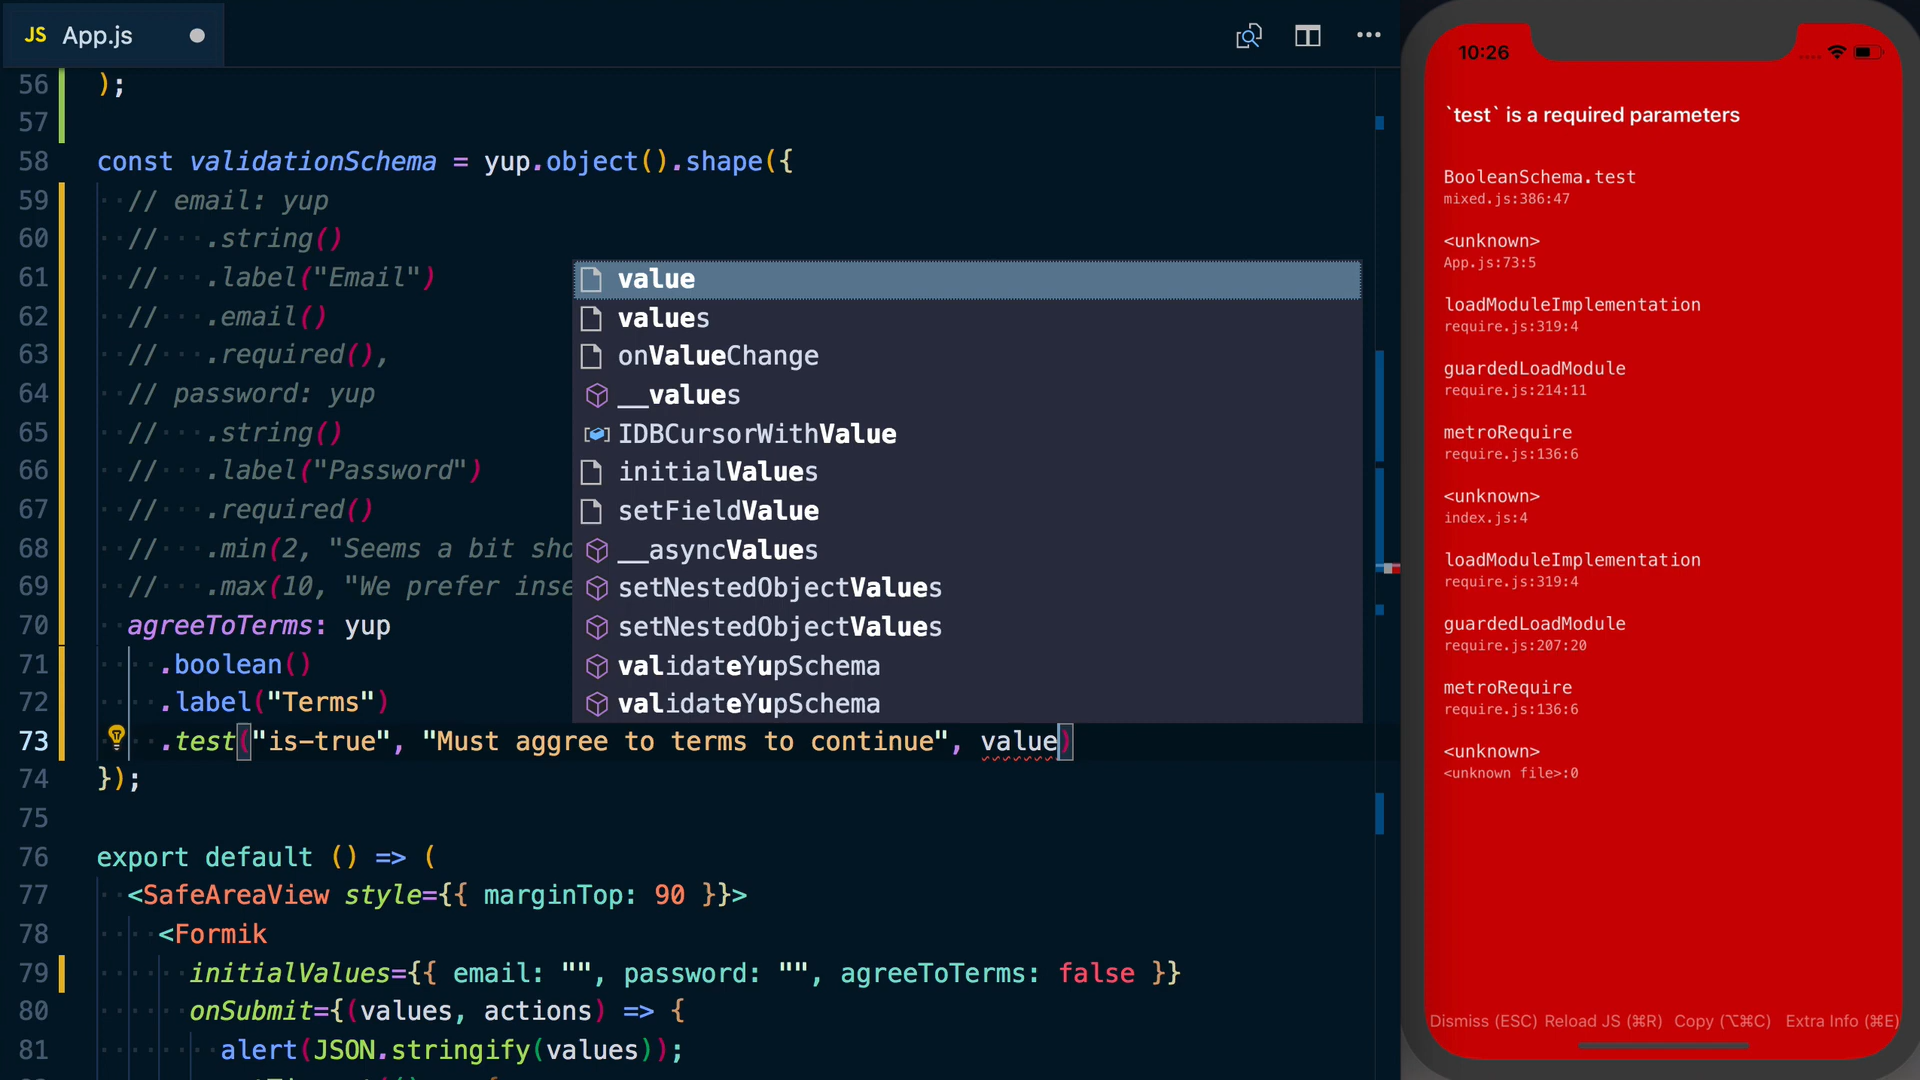 JS App.js
56 );
57
58 const validationSchema = yup.object().shape({
59 // email: yup
60 // .string()
61 // .label("Email")
62 // .email()
63 // .required(),
64 // password: yup
65 // .string()
66 // .label("Password")
67 // .required()
68 // .min(2, "Seems a bit sho
69 // .max(10, "We prefer inse
70 agreeToTerms: yup
71 .boolean()
72 .label("Terms")
73 .test("is-true", "Must aggree to terms to continue", value)
74 });
75
76 export default () => (
77 <SafeAreaView style={{ marginTop: 90 }}>
78 <Formik
79 initialValues={{ email: "", password: "", agreeToTerms: false }}
80 onSubmit={(values, actions) => {
81 alert(JSON.stringify(values));
value
values
onValueChange
__values
IDBCursorWithValue
initialValues
setFieldValue
__asyncValues
setNestedObjectValues
setNestedObjectValues
validateYupSchema
validateYupSchema
10:26
`test` is a required parameters
BooleanSchema.test
mixed.js:386:47
<unknown>
App.js:73:5
loadModuleImplementation
require.js:319:4
guardedLoadModule
require.js:214:11
metroRequire
require.js:136:6
<unknown>
index.js:4
loadModuleImplementation
require.js:319:4
guardedLoadModule
require.js:207:20
metroRequire
require.js:136:6
<unknown>
<unknown file>:0
Dismiss (ESC) Reload JS (⌘R) Copy (⌥⌘C) Extra Info (⌘E)